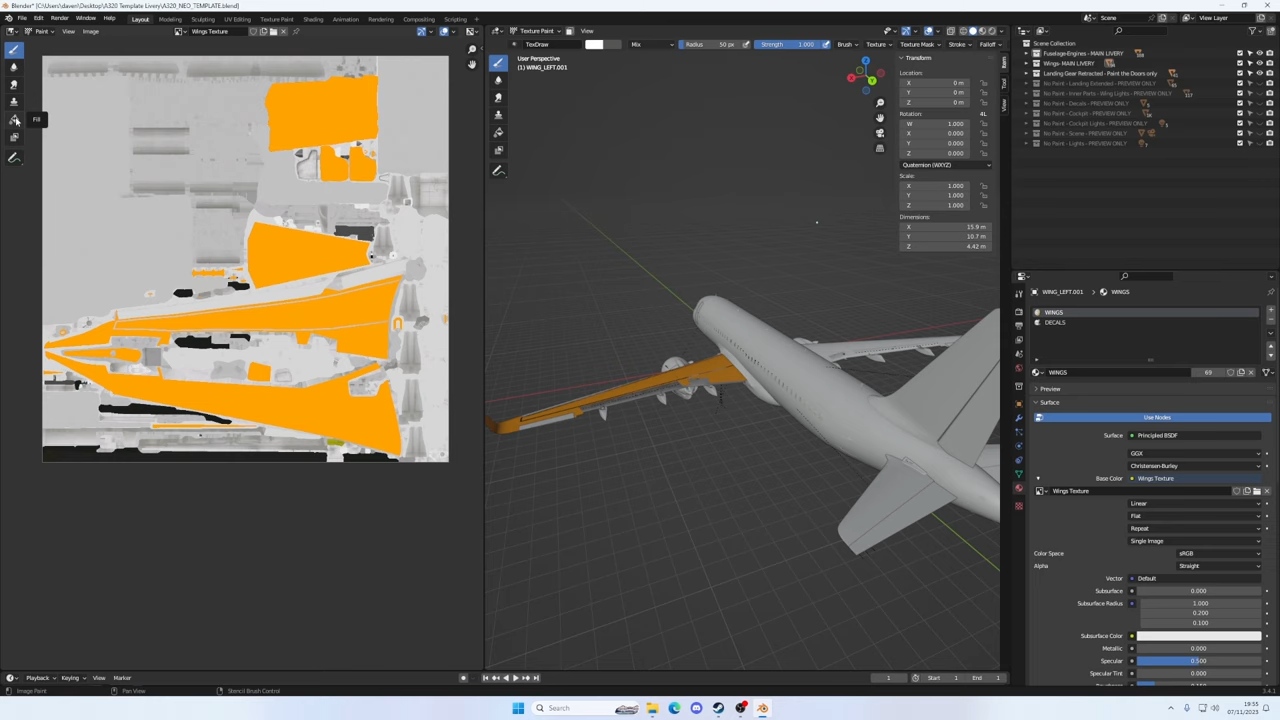 Blender* [C:\Users\daven\Desktop\A320 Template Livery\A320_NEO_TEMPLATE.blend]
File Edit Render Window Help Layout Modeling Sculpting UV Editing Texture Paint Shading Animation Rendering Compositing Scripting Scene View Layer
Paint View Image Wings Texture Texture Paint View
TexDraw Mix Radius 50 px Strength 1.000 Brush Texture Texture Mask Stroke Falloff
User Perspective
(1) WING_LEFT.001
Fill
Transform
Location:
X 0 m
Y 0 m
Z 0 m
Rotation: 4L
W 1.000
X 0.000
Y 0.000
Z 0.000
Quaternion (WXYZ)
Scale:
X 1.000
Y 1.000
Z 1.000
Dimensions:
X 15.9 m
Y 10.7 m
Z 4.42 m
Item
Tool
View
Scene Collection
Fuselage-Engines - MAIN LIVERY
Wings- MAIN LIVERY
Landing Gear Retracted - Paint the Doors only
No Paint - Landing Extended - PREVIEW ONLY
No Paint - Inner Parts - Wing Lights - PREVIEW ONLY
No Paint - Decals - PREVIEW ONLY
No Paint - Cockpit - PREVIEW ONLY
No Paint - Cockpit Lights - PREVIEW ONLY
No Paint - Scene - PREVIEW ONLY
No Paint - Lights - PREVIEW ONLY
WING_LEFT.001 > WINGS
WINGS
DECALS
WINGS 69
Preview
Surface
Use Nodes
Surface Principled BSDF
GGX
Christensen-Burley
Base Color Wings Texture
Wings Texture
Linear
Flat
Repeat
Single Image
Color Space sRGB
Alpha Straight
Vector Default
Subsurface 0.000
Subsurface Radius 1.000
0.200
0.100
Subsurface Color
Metallic 0.000
Specular 0.500
Specular Tint 0.000
Playback Keying View Marker 1 Start 1 End 1
Image Paint Pan View Stencil Brush Control 3.4.1
Search
19:55
07/11/2023